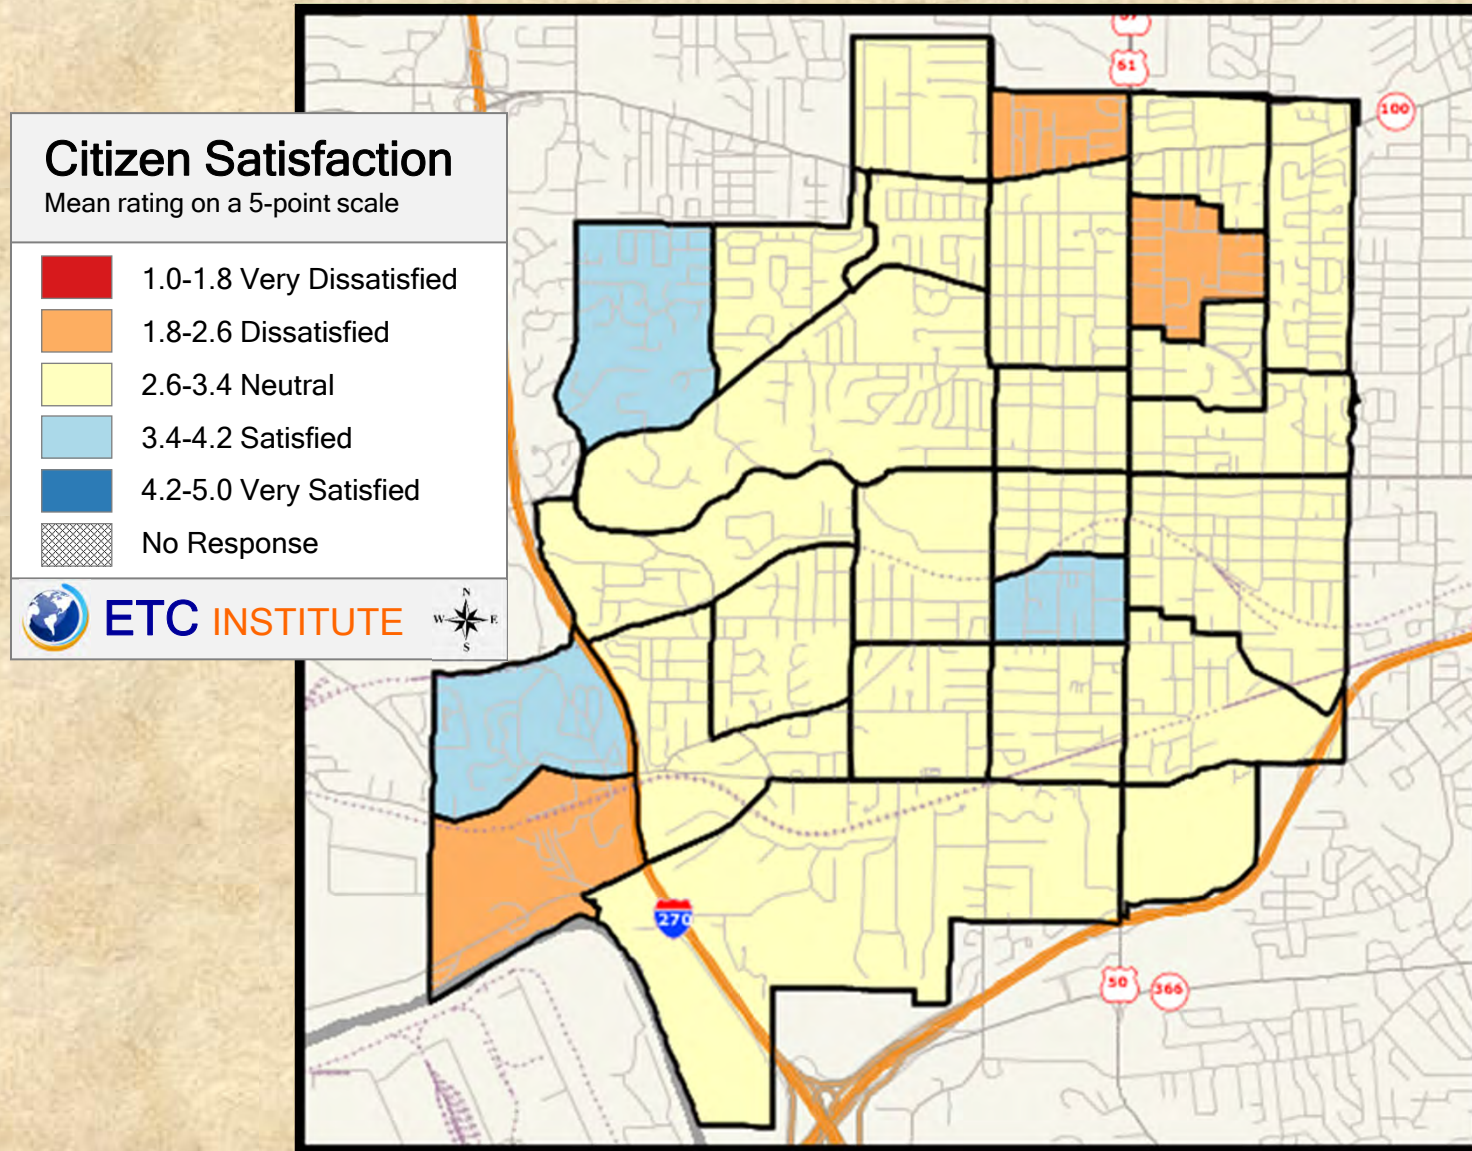 Citizen Satisfaction
Mean rating on a 5-point scale
1.0-1.8 Very Dissatisfied
1.8-2.6 Dissatisfied
2.6-3.4 Neutral
3.4-4.2 Satisfied
4.2-5.0 Very Satisfied
No Response
ETC INSTITUTE
N
W E
S
61
100
270
50 366